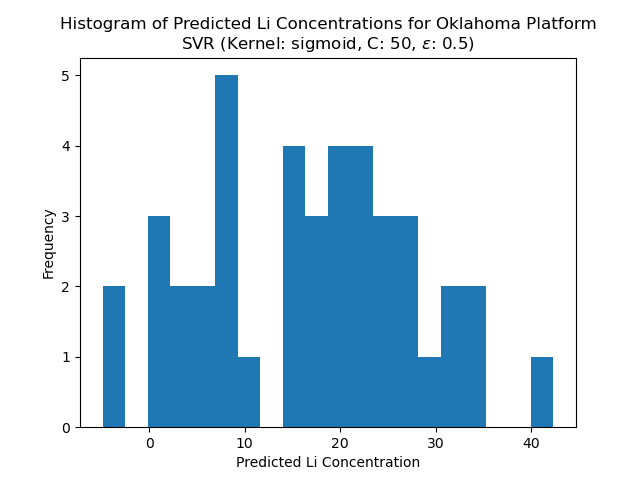 Histogram of Predicted Li Concentrations for Oklahoma Platform
SVR (Kernel: sigmoid, C: 50, ε: 0.5)
5
4
3
2
1
0
Frequency
0 10 20 30 40
Predicted Li Concentration